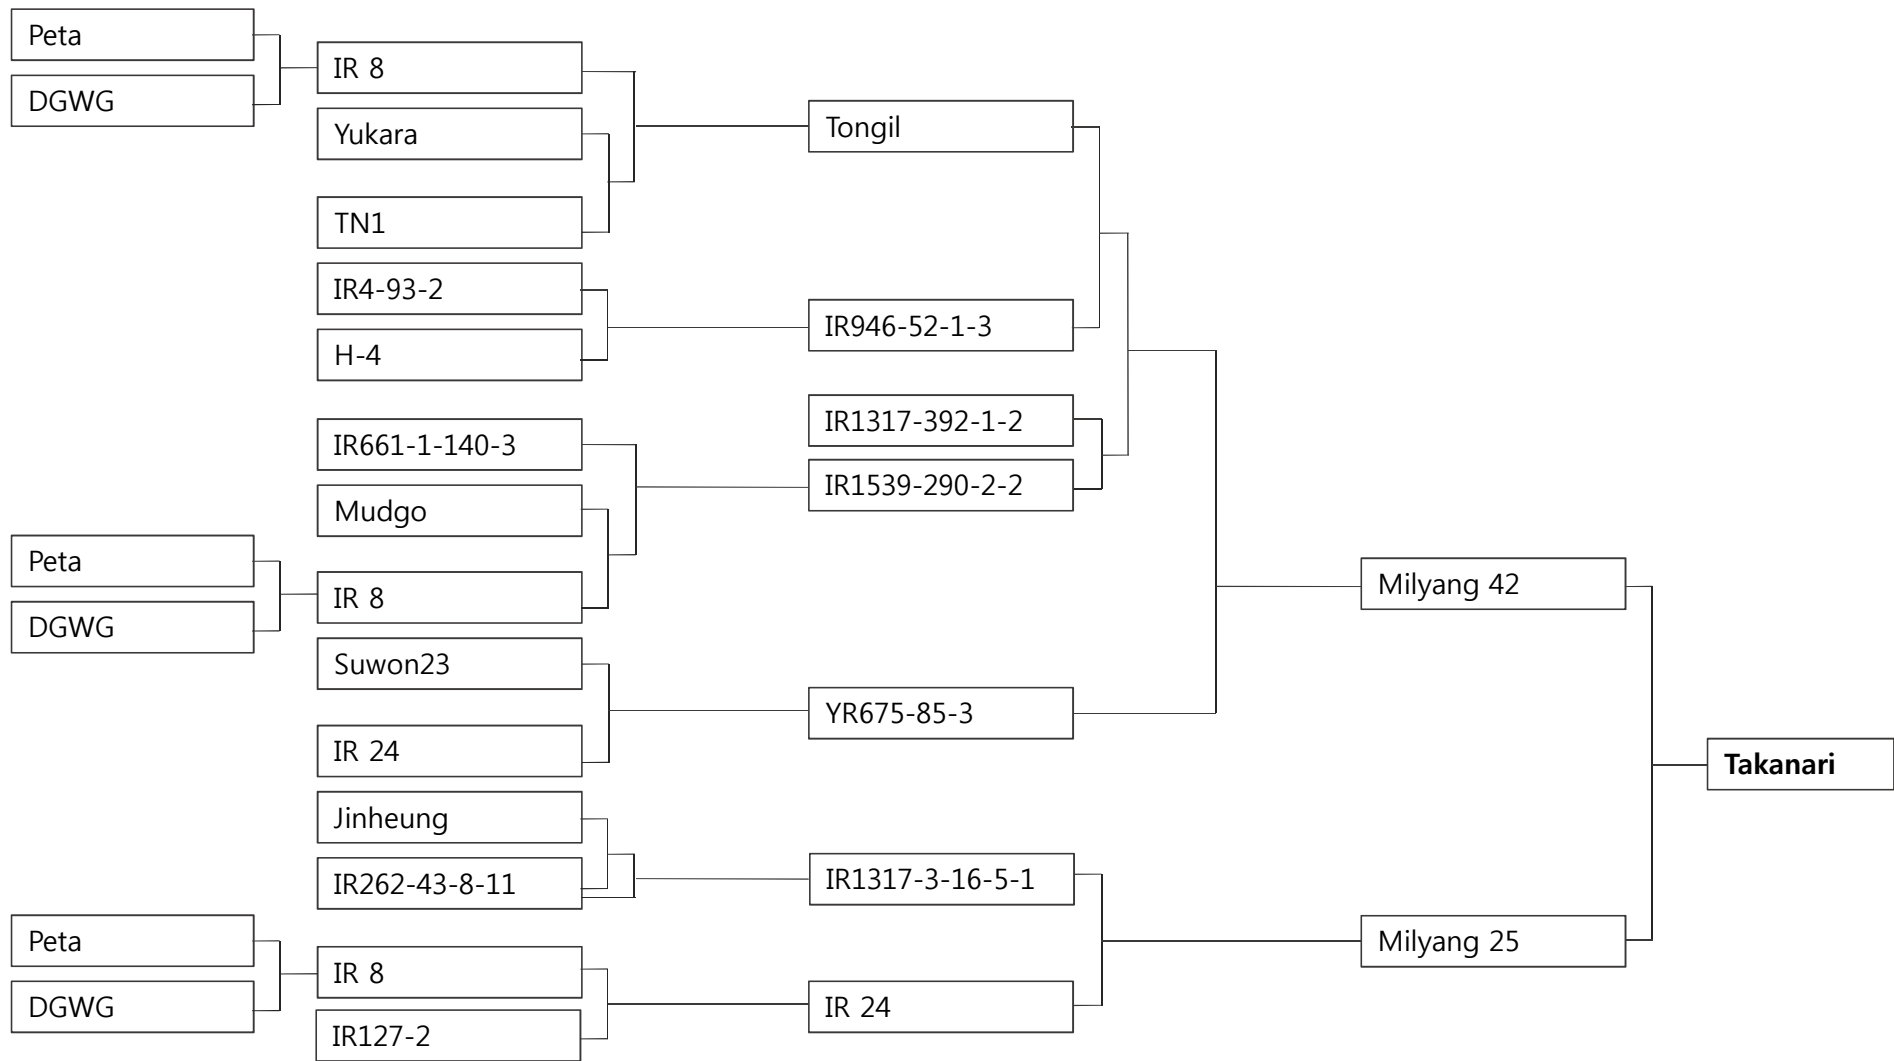 Peta
DGWG
IR 8
Yukara
TN1
IR4-93-2
H-4
IR661-1-140-3
Mudgo
Peta
DGWG
IR 8
Suwon23
IR 24
Jinheung
IR262-43-8-11
Peta
DGWG
IR 8
IR127-2
Tongil
IR946-52-1-3
IR1317-392-1-2
IR1539-290-2-2
YR675-85-3
IR1317-3-16-5-1
IR 24
Milyang 42
Milyang 25
Takanari